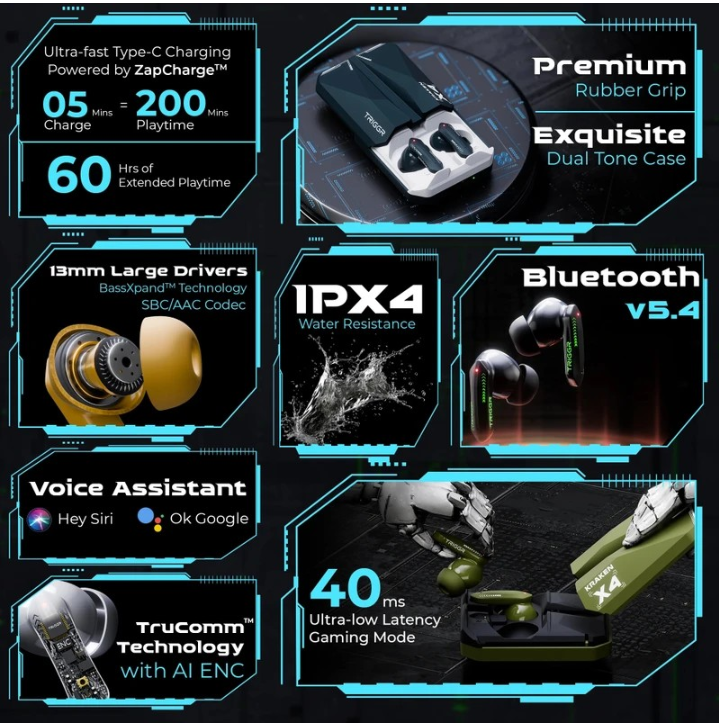 Ultra-fast Type-C Charging
Powered by ZapCharge™
05 Mins = 200 Mins
Charge Playtime
60 Hrs of
Extended Playtime
Premium
Rubber Grip
Exquisite
Dual Tone Case
TRIGGR
13mm Large Drivers
BassXpand™ Technology
SBC/AAC Codec
IPX4
Water Resistance
Bluetooth
v5.4
TRIGGR
Voice Assistant
Hey Siri Ok Google
TruComm™
Technology
with AI ENC
ENC
40 ms
Ultra-low Latency
Gaming Mode
TRIGGR
KRAKEN
X4